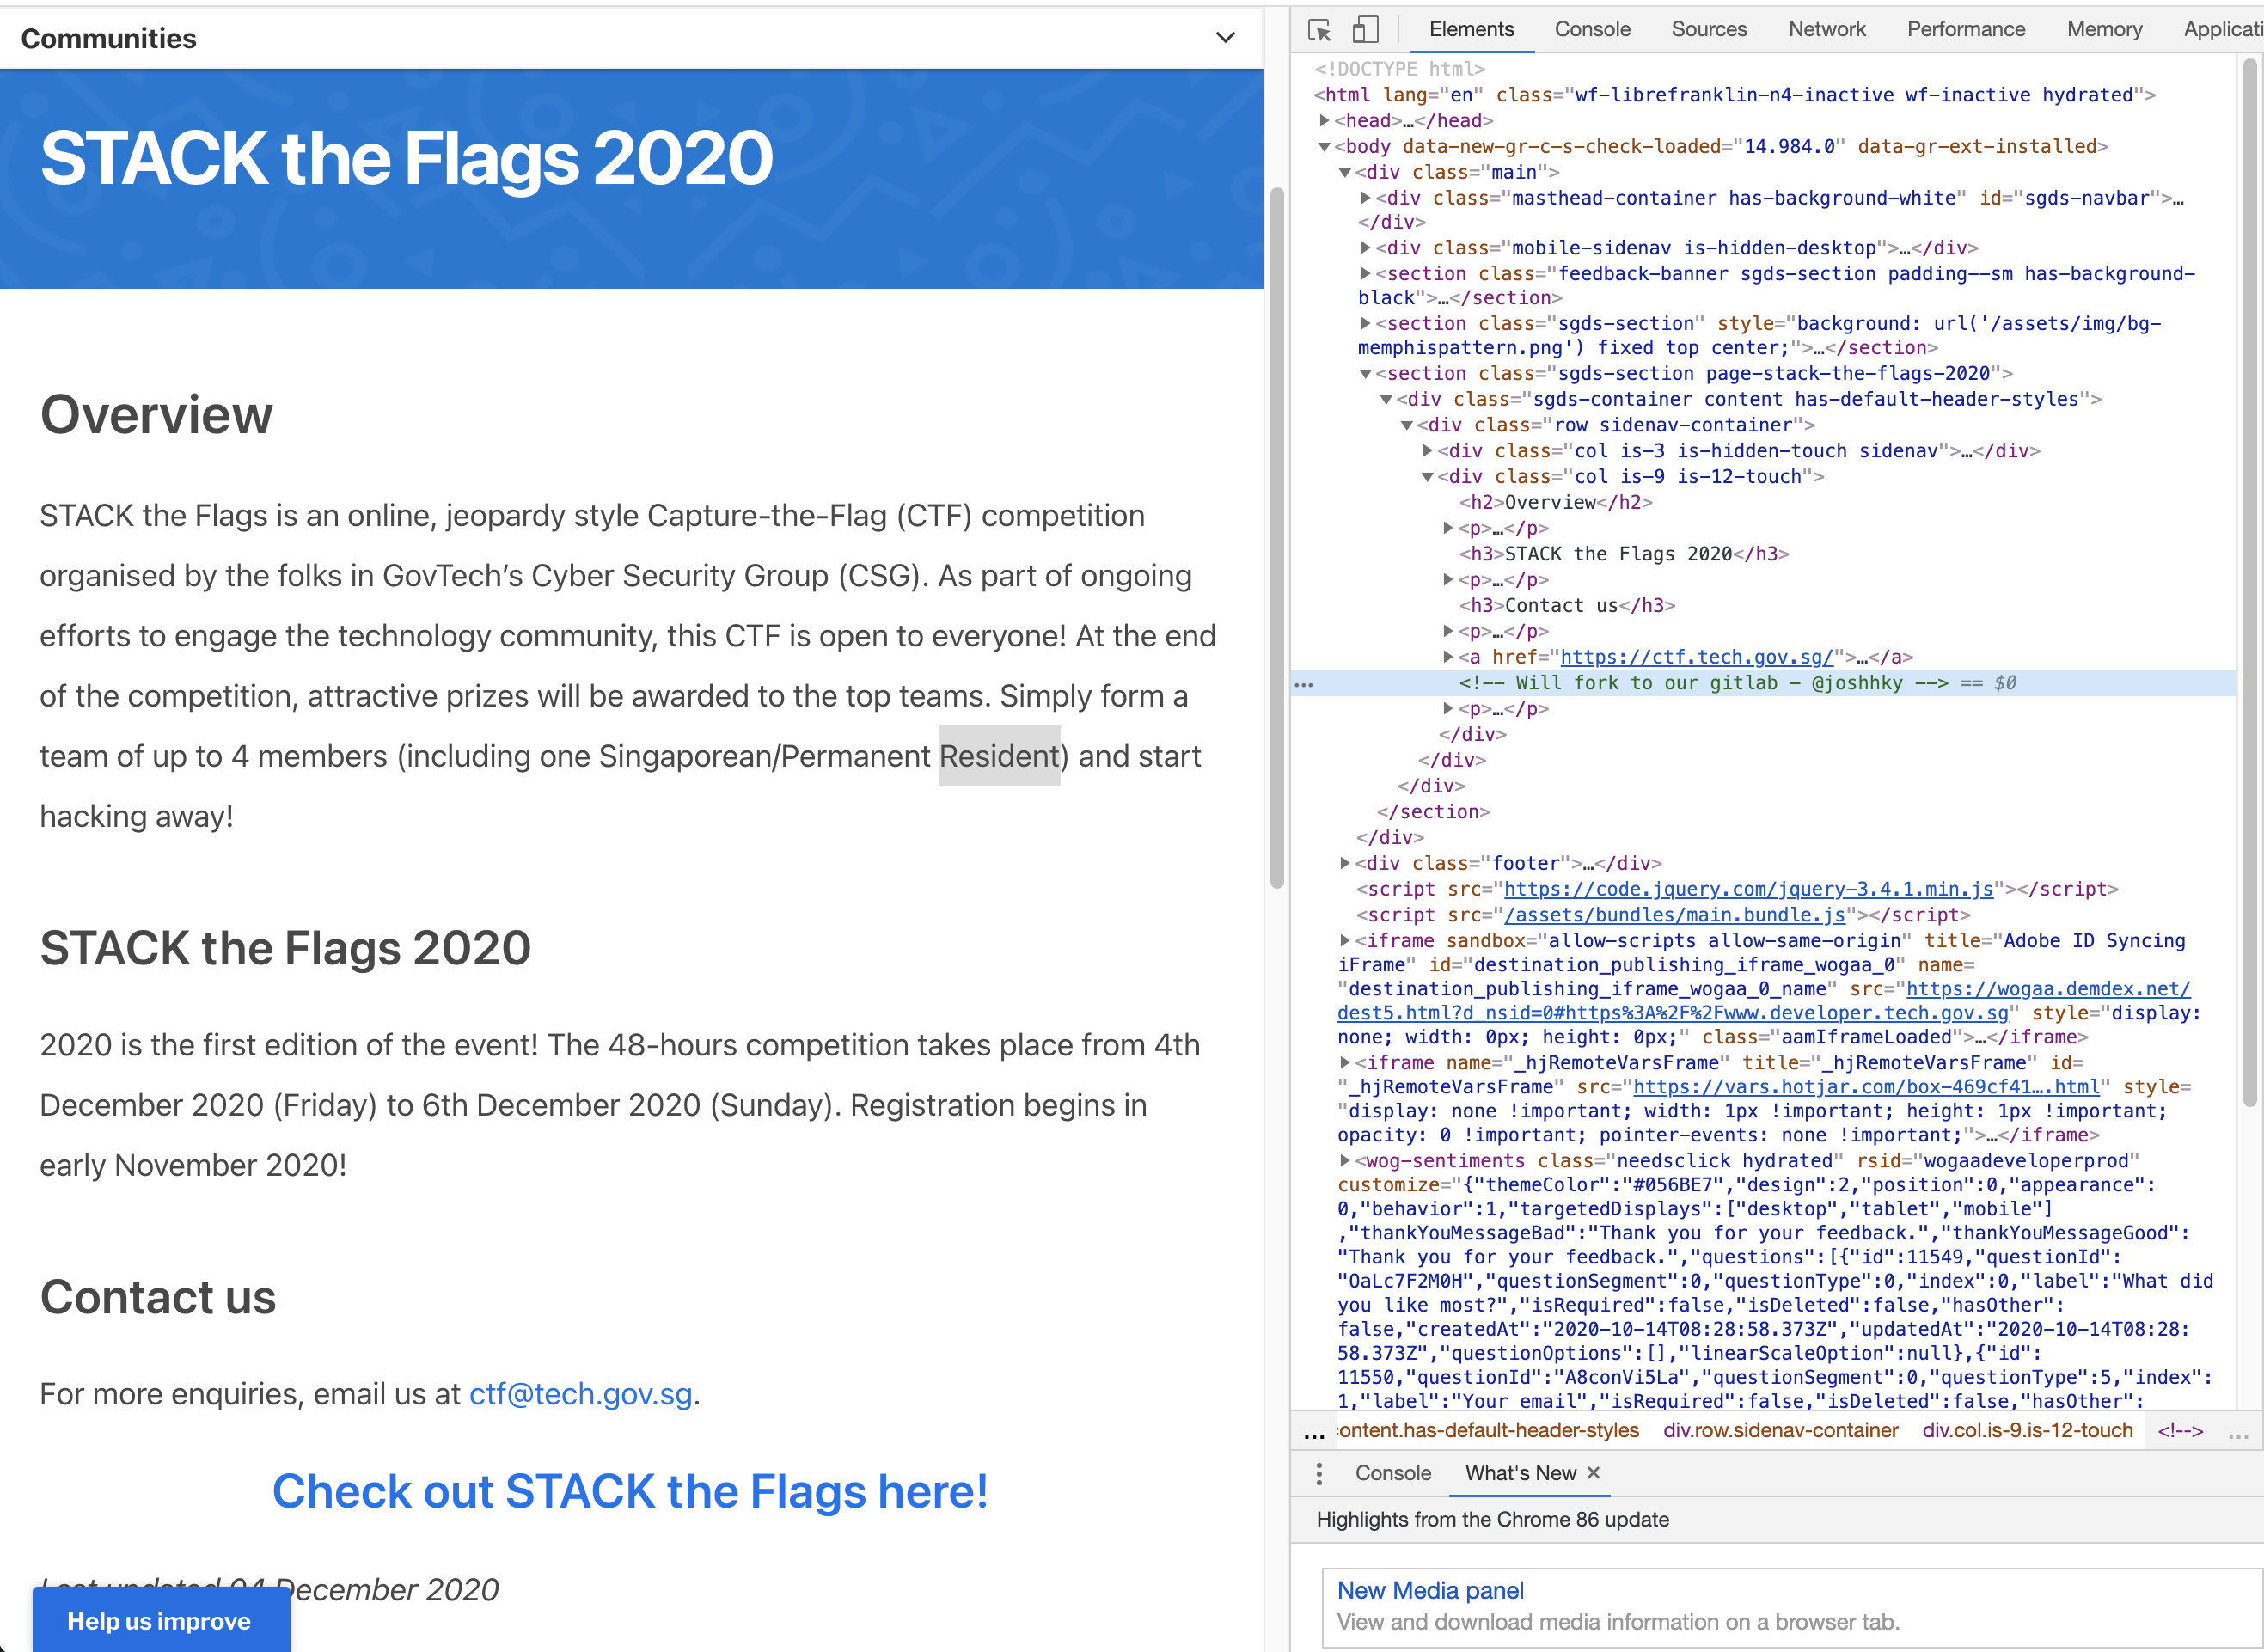 Communities
STACK the Flags 2020
Overview
STACK the Flags is an online, jeopardy style Capture-the-Flag (CTF) competition
organised by the folks in GovTech’s Cyber Security Group (CSG). As part of ongoing
efforts to engage the technology community, this CTF is open to everyone! At the end
of the competition, attractive prizes will be awarded to the top teams. Simply form a
team of up to 4 members (including one Singaporean/Permanent Resident) and start
hacking away!
STACK the Flags 2020
2020 is the first edition of the event! The 48-hours competition takes place from 4th
December 2020 (Friday) to 6th December 2020 (Sunday). Registration begins in
early November 2020!
Contact us
For more enquiries, email us at ctf@tech.gov.sg.
Check out STACK the Flags here!
Last updated 04 December 2020
Help us improve
Elements Console Sources Network Performance Memory Applicati
<!DOCTYPE html>
<html lang="en" class="wf-librefranklin-n4-inactive wf-inactive hydrated">
<head>…</head>
<body data-new-gr-c-s-check-loaded="14.984.0" data-gr-ext-installed>
<div class="main">
<div class="masthead-container has-background-white" id="sgds-navbar">…
</div>
<div class="mobile-sidenav is-hidden-desktop">…</div>
<section class="feedback-banner sgds-section padding--sm has-background-
black">…</section>
<section class="sgds-section" style="background: url('/assets/img/bg-
memphispattern.png') fixed top center;">…</section>
<section class="sgds-section page-stack-the-flags-2020">
<div class="sgds-container content has-default-header-styles">
<div class="row sidenav-container">
<div class="col is-3 is-hidden-touch sidenav">…</div>
<div class="col is-9 is-12-touch">
<h2>Overview</h2>
<p>…</p>
<h3>STACK the Flags 2020</h3>
<p>…</p>
<h3>Contact us</h3>
<p>…</p>
<a href="https://ctf.tech.gov.sg/">…</a>
… <!-- Will fork to our gitlab - @joshhky --> == $0
<p>…</p>
</div>
</div>
</div>
</section>
</div>
<div class="footer">…</div>
<script src="https://code.jquery.com/jquery-3.4.1.min.js"></script>
<script src="/assets/bundles/main.bundle.js"></script>
<iframe sandbox="allow-scripts allow-same-origin" title="Adobe ID Syncing
iFrame" id="destination_publishing_iframe_wogaa_0" name=
"destination_publishing_iframe_wogaa_0_name" src="https://wogaa.demdex.net/
dest5.html?d_nsid=0#https%3A%2F%2Fwww.developer.tech.gov.sg" style="display:
none; width: 0px; height: 0px;" class="aamIframeLoaded">…</iframe>
<iframe name="_hjRemoteVarsFrame" title="_hjRemoteVarsFrame" id=
"_hjRemoteVarsFrame" src="https://vars.hotjar.com/box-469cf41….html" style=
"display: none !important; width: 1px !important; height: 1px !important;
opacity: 0 !important; pointer-events: none !important;">…</iframe>
<wog-sentiments class="needsclick hydrated" rsid="wogaadeveloperprod"
customize="{"themeColor":"#056BE7","design":2,"position":0,"appearance":
0,"behavior":1,"targetedDisplays":["desktop","tablet","mobile"]
,"thankYouMessageBad":"Thank you for your feedback.","thankYouMessageGood":
"Thank you for your feedback.","questions":[{"id":11549,"questionId":
"OaLc7F2M0H","questionSegment":0,"questionType":0,"index":0,"label":"What did
you like most?","isRequired":false,"isDeleted":false,"hasOther":
false,"createdAt":"2020-10-14T08:28:58.373Z","updatedAt":"2020-10-14T08:28:
58.373Z","questionOptions":[],"linearScaleOption":null},{"id":
11550,"questionId":"A8conVi5La","questionSegment":0,"questionType":5,"index":
1,"label":"Your email","isRequired":false,"isDeleted":false,"hasOther":
… content.has-default-header-styles div.row.sidenav-container div.col.is-9.is-12-touch <!--> …
Console What's New ×
Highlights from the Chrome 86 update
New Media panel
View and download media information on a browser tab.